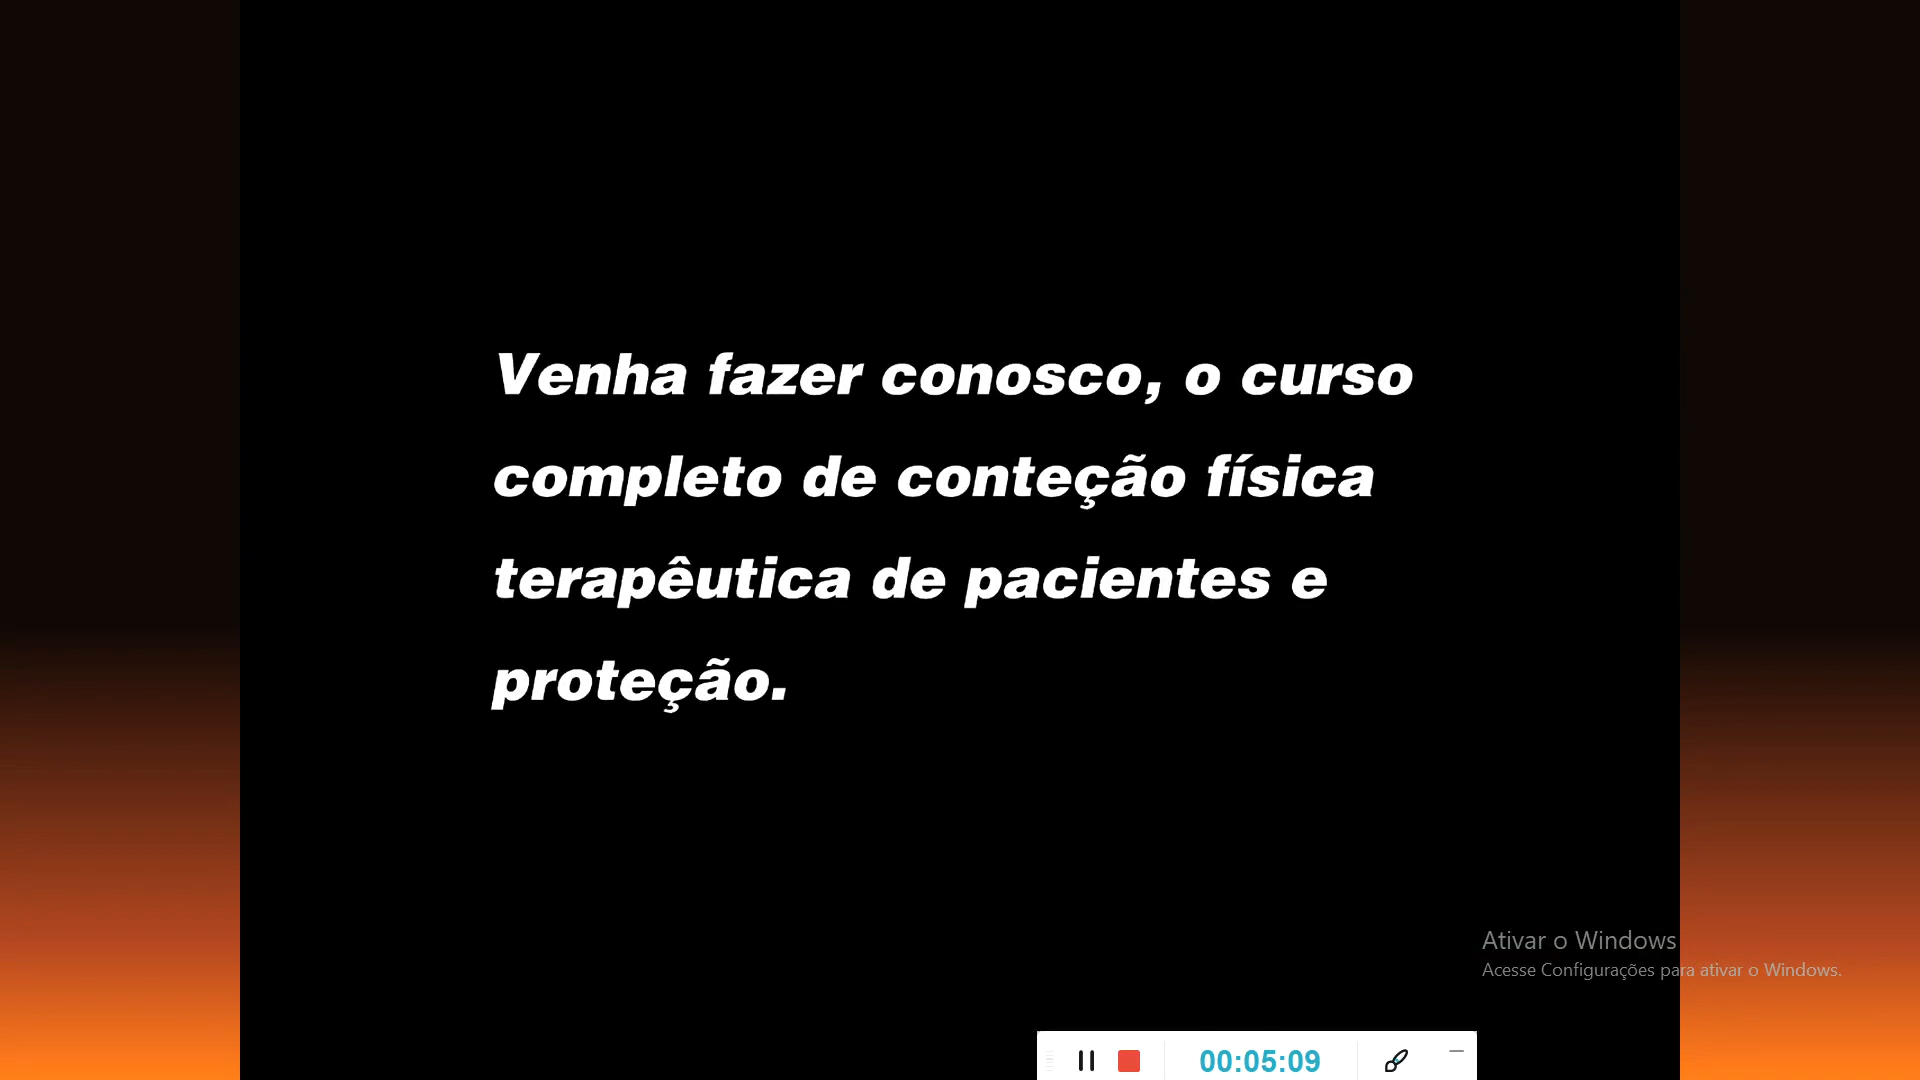 Venha fazer conosco, o curso
completo de conteção física
terapêutica de pacientes e
proteção.
Ativar o Windows
Acesse Configurações para ativar o Windows.
00:05:09